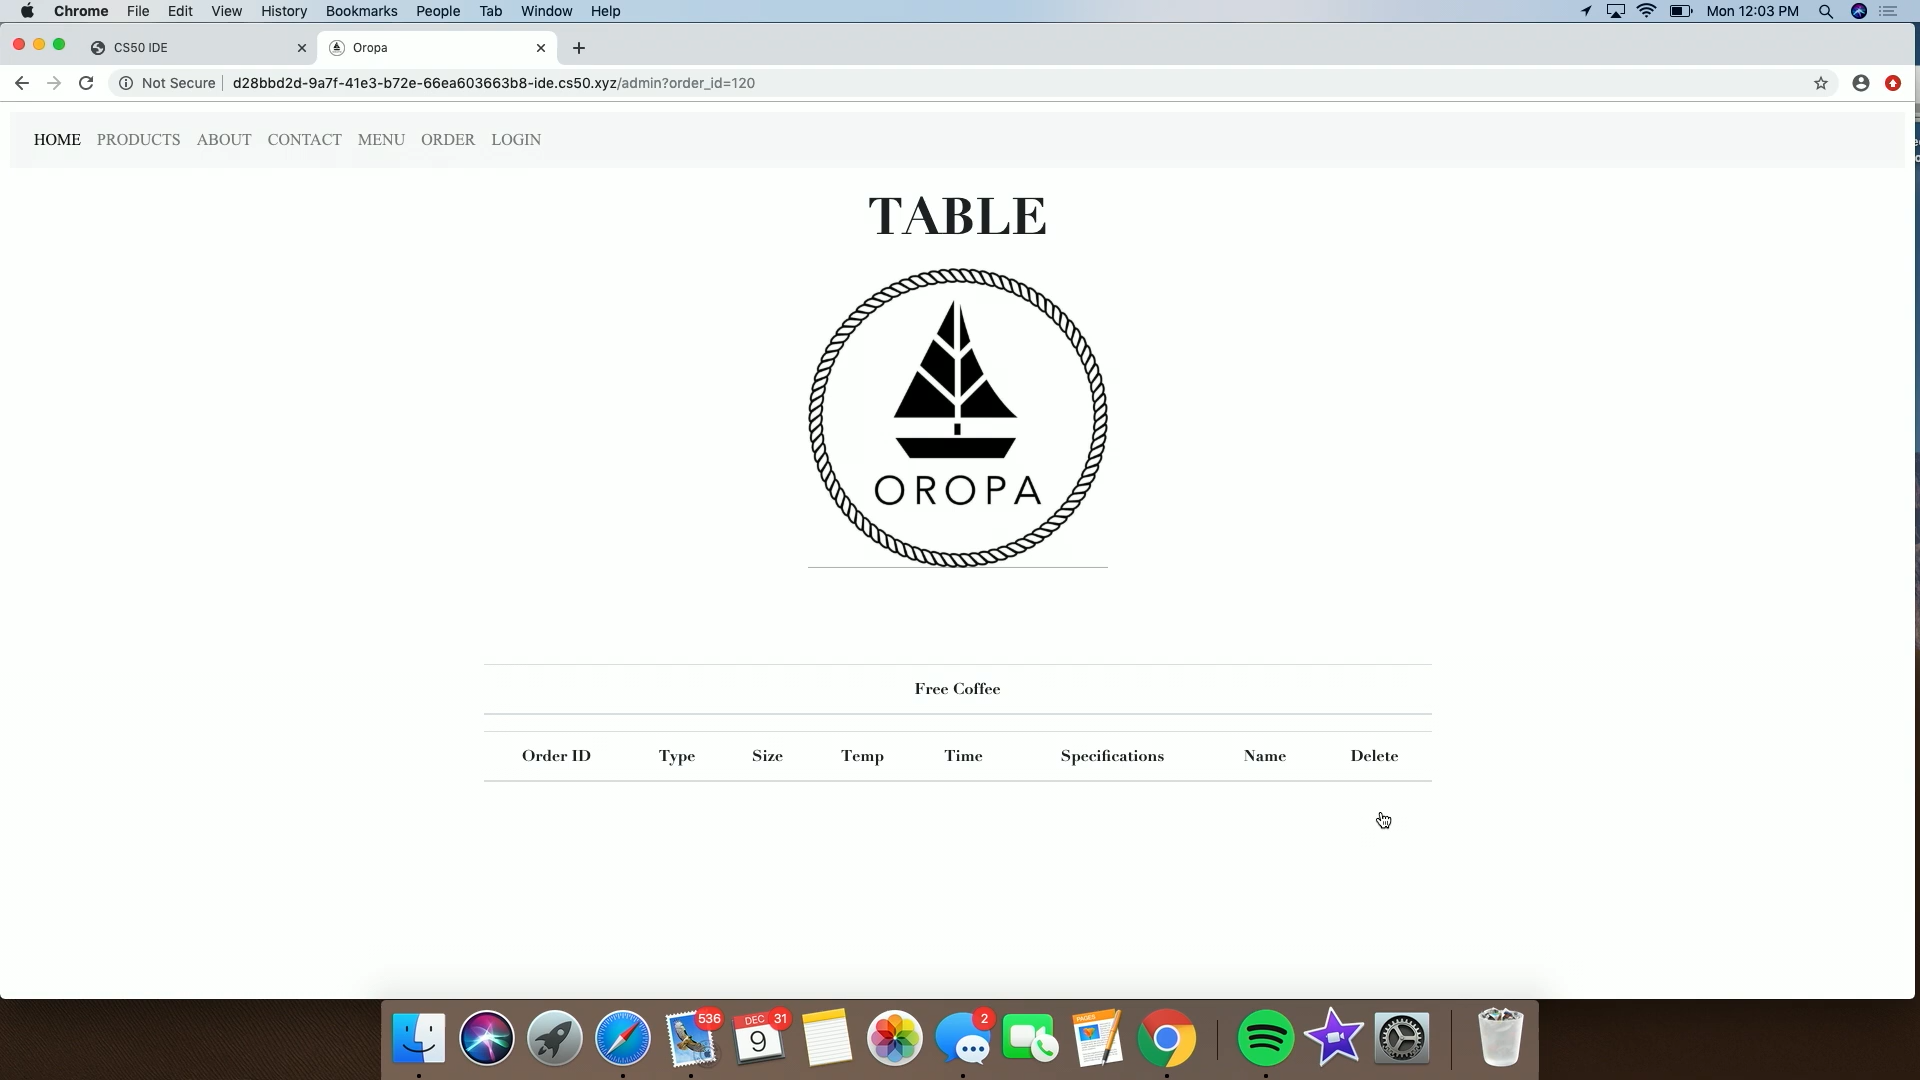 Chrome File Edit View History Bookmarks People Tab Window Help Mon 12:03 PM
CS50 IDE Oropa
Not Secure d28bbd2d-9a7f-41e3-b72e-66ea603663b8-ide.cs50.xyz/admin?order_id=120
HOME PRODUCTS ABOUT CONTACT MENU ORDER LOGIN
TABLE
OROPA
Free Coffee
Order ID Type Size Temp Time Specifications Name Delete
536 DEC 31 2
9
PAGES